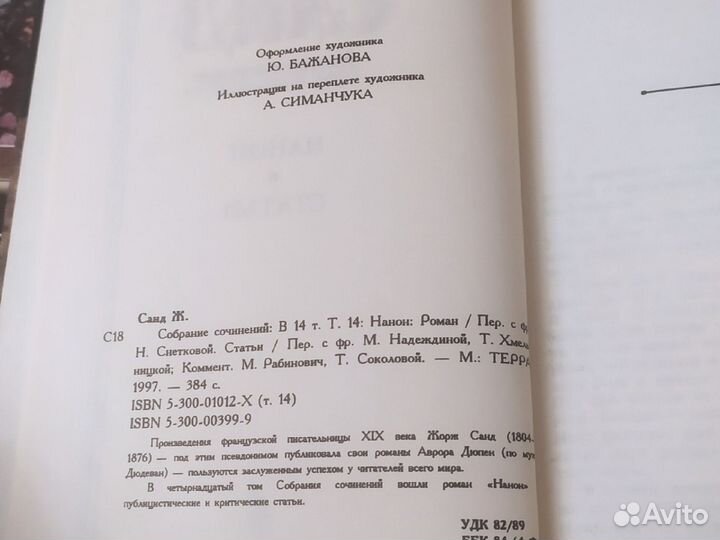 Оформление художника
Ю. БАЖАНОВА
Иллюстрация на переплете художника
А. СИМАНЧУКА
Санд Ж.
С18 Собрание сочинений: В 14 т. Т. 14: Нанон: Роман / Пер. с фр.
Н. Снетковой. Статьи / Пер. с фр. М. Надеждиной, Т. Хмель-
ницкой; Коммент. М. Рабинович, Т. Соколовой. — М.: ТЕРРА
1997. — 384 с.
ISBN 5-300-01012-X (т. 14)
ISBN 5-300-00399-9
Произведения французской писательницы XIX века Жорж Санд (1804-
1876) — под этим псевдонимом публиковала свои романы Аврора Дюпен (по му
Дюдеван) — пользуются заслуженным успехом у читателей всего мира.
В четырнадцатый том Собрания сочинений вошли роман «Нанон»
публицистические и критические статьи.
УДК 82/89
ББК 84 (4 Ф
Avito